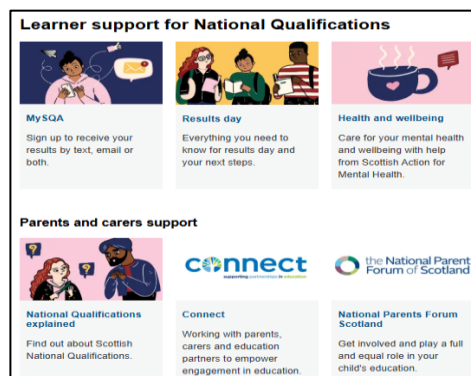 Learner support for National Qualifications
MySQA
Sign up to receive your
results by text, email or
both.
Results day
Everything you need to
know for results day and
your next steps.
Health and wellbeing
Care for your mental health
and wellbeing with help
from Scottish Action for
Mental Health.
Parents and carers support
? ?
National Qualifications
explained
Find out about Scottish
National Qualifications.
connect
supporting partnerships in education
Connect
Working with parents,
carers and education
partners to empower
engagement in education.
the National Parent
Forum of Scotland
National Parents Forum
Scotland
Get involved and play a full
and equal role in your
child's education.